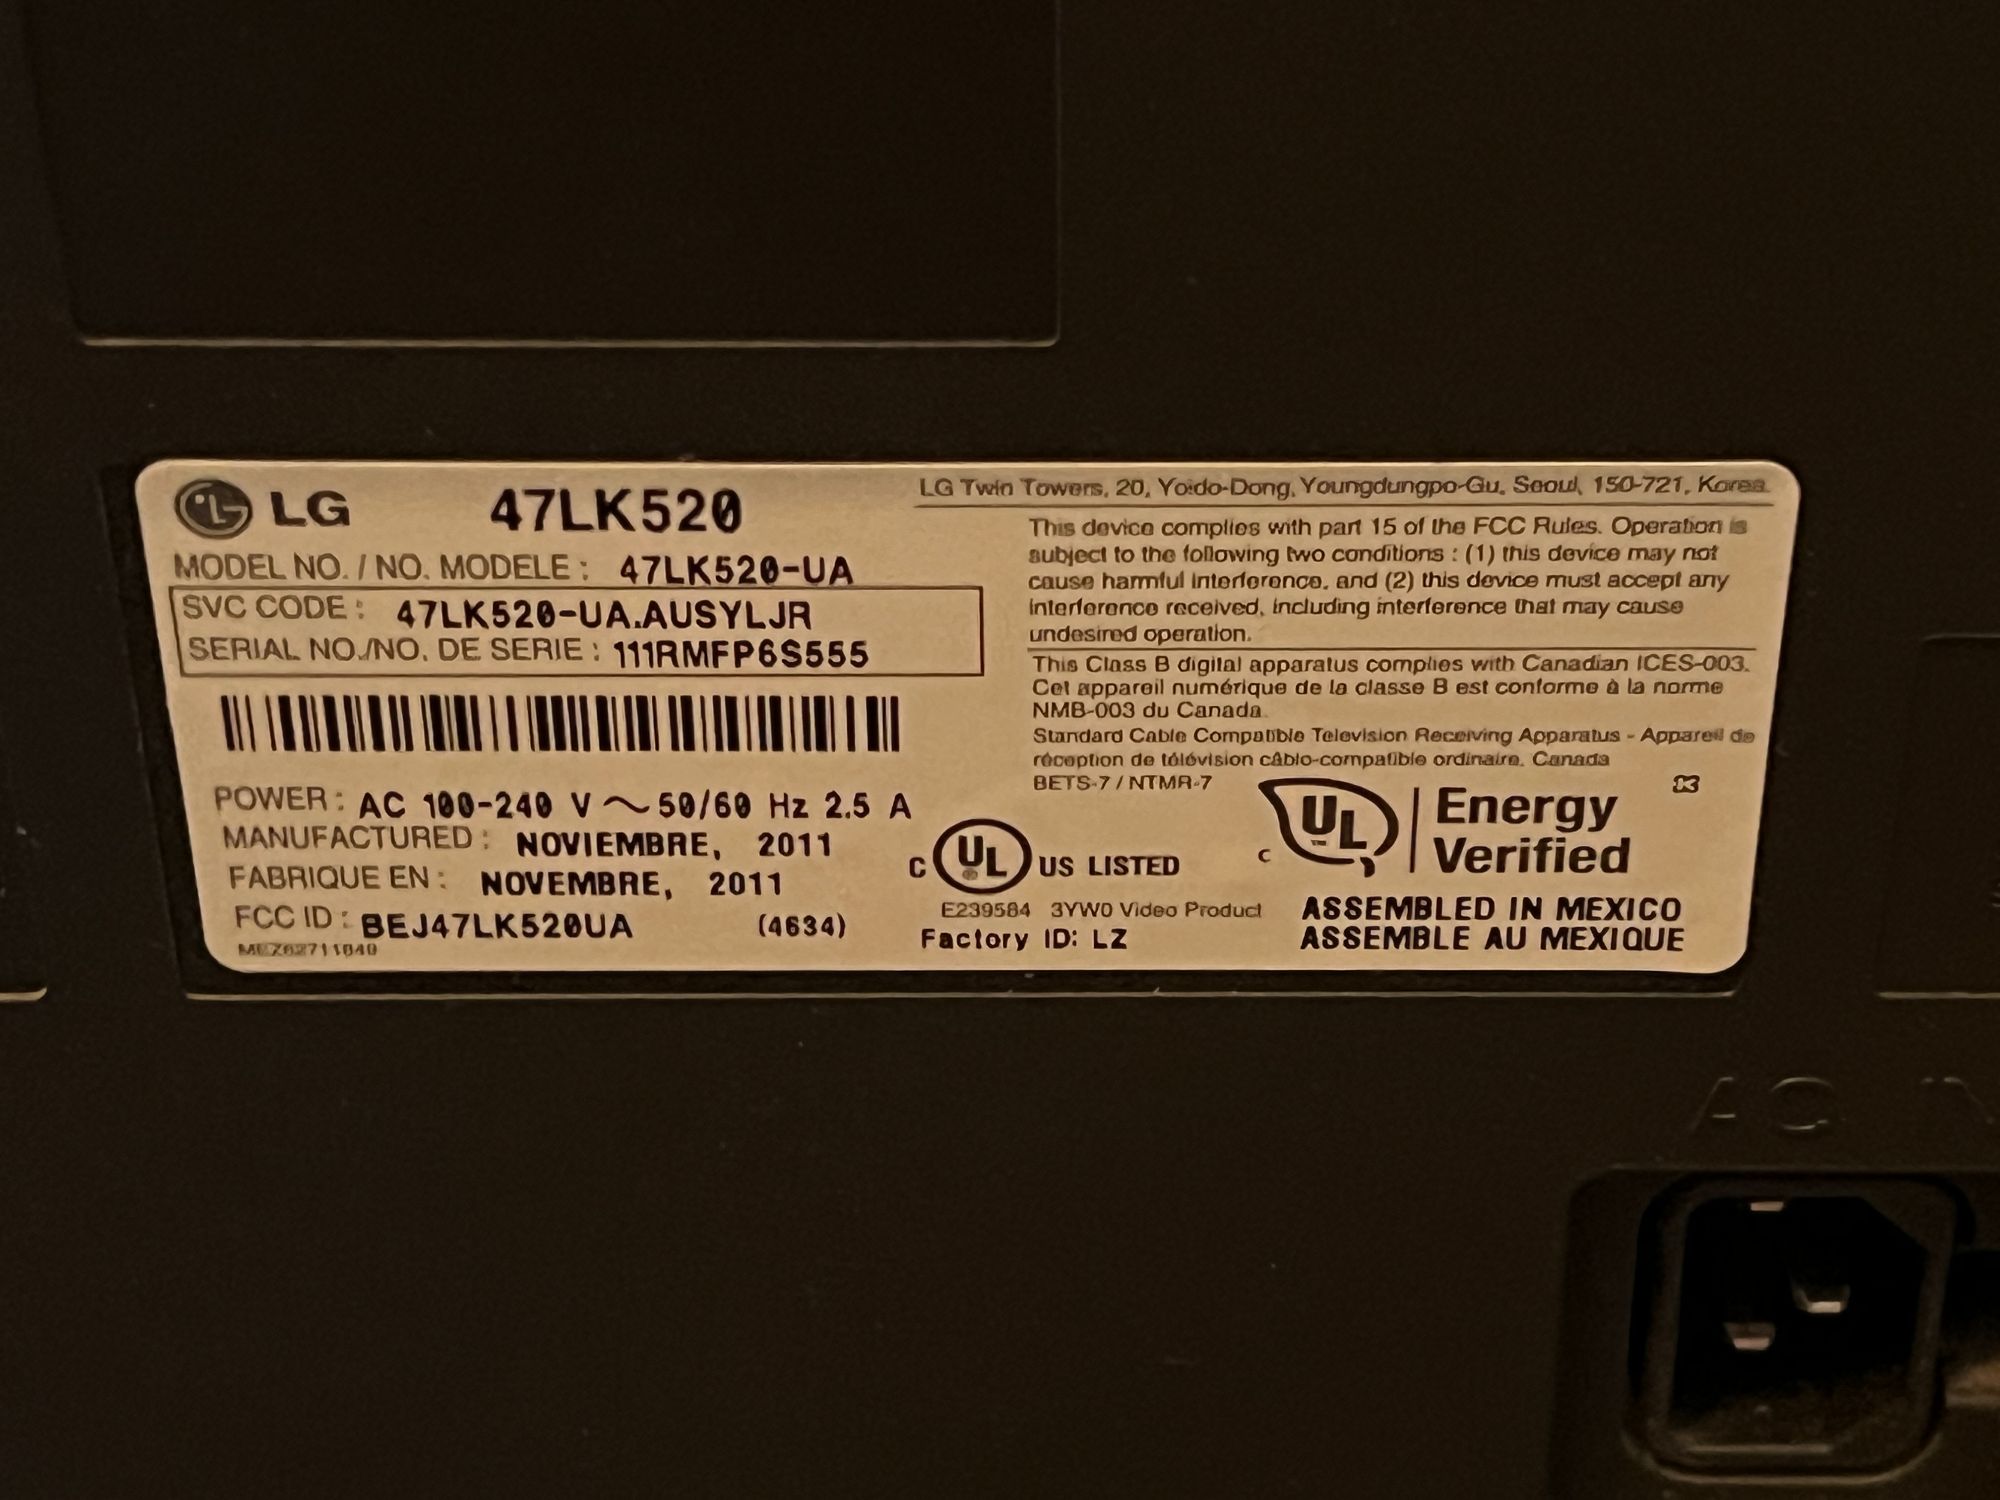 LG 47LK520
MODEL NO. / NO. MODELE : 47LK520-UA
SVC CODE : 47LK520-UA.AUSYLJR
SERIAL NO./NO. DE SERIE : 111RMFP6S555
POWER : AC 100-240 V ~ 50/60 Hz 2.5 A
MANUFACTURED : NOVIEMBRE, 2011
FABRIQUE EN : NOVEMBRE, 2011
FCC ID : BEJ47LK520UA (4634)
LG Twin Towers, 20, Yoido-Dong, Youngdungpo-Gu, Seoul, 150-721, Korea
This device complies with part 15 of the FCC Rules. Operation is
subject to the following two conditions : (1) this device may not
cause harmful interference, and (2) this device must accept any
interference received, including interference that may cause
undesired operation.
This Class B digital apparatus complies with Canadian ICES-003.
Cet appareil numérique de la classe B est conforme à la norme
NMB-003 du Canada
Standard Cable Compatible Television Receiving Apparatus - Appareil de
réception de télévision câblo-compatible ordinaire, Canada
BETS-7 / NTMR-7
C UL US LISTED
E239584 3YW0 Video Product
Factory ID: LZ
C UL Energy
Verified
ASSEMBLED IN MEXICO
ASSEMBLE AU MEXIQUE
AC IN